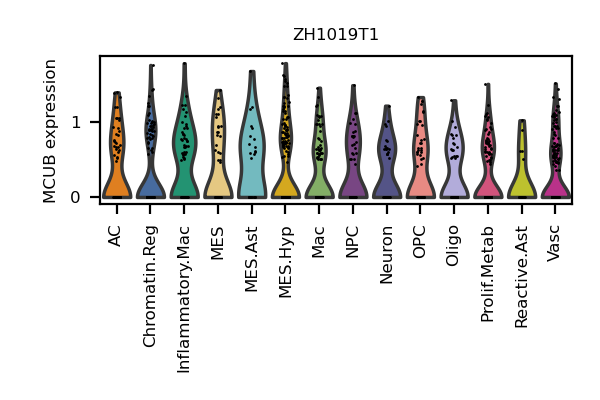 ZH1019T1
MCUB expression
1
0
AC
Chromatin.Reg
Inflammatory.Mac
MES
MES.Ast
MES.Hyp
Mac
NPC
Neuron
OPC
Oligo
Prolif.Metab
Reactive.Ast
Vasc